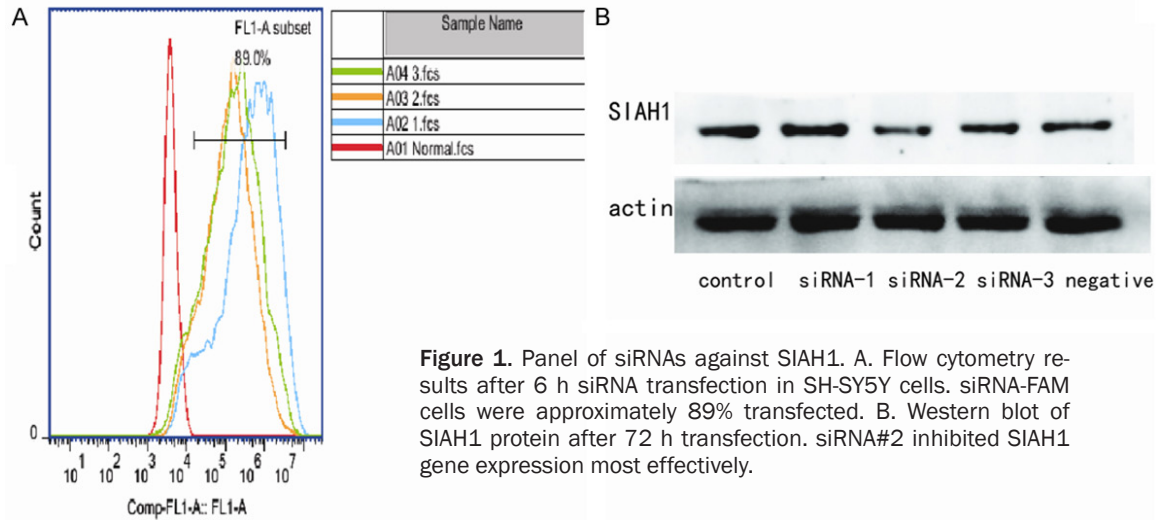 A
FL1-A subset
89.0%
Count
0
10^1 10^2 10^3 10^4 10^5 10^6 10^7
Comp-FL1-A:: FL1-A
Sample Name
A04 3.fcs
A03 2.fcs
A02 1.fcs
A01 Normal.fcs
B
SIAH1
actin
control siRNA-1 siRNA-2 siRNA-3 negative
Figure 1. Panel of siRNAs against SIAH1. A. Flow cytometry re-
sults after 6 h siRNA transfection in SH-SY5Y cells. siRNA-FAM
cells were approximately 89% transfected. B. Western blot of
SIAH1 protein after 72 h transfection. siRNA#2 inhibited SIAH1
gene expression most effectively.